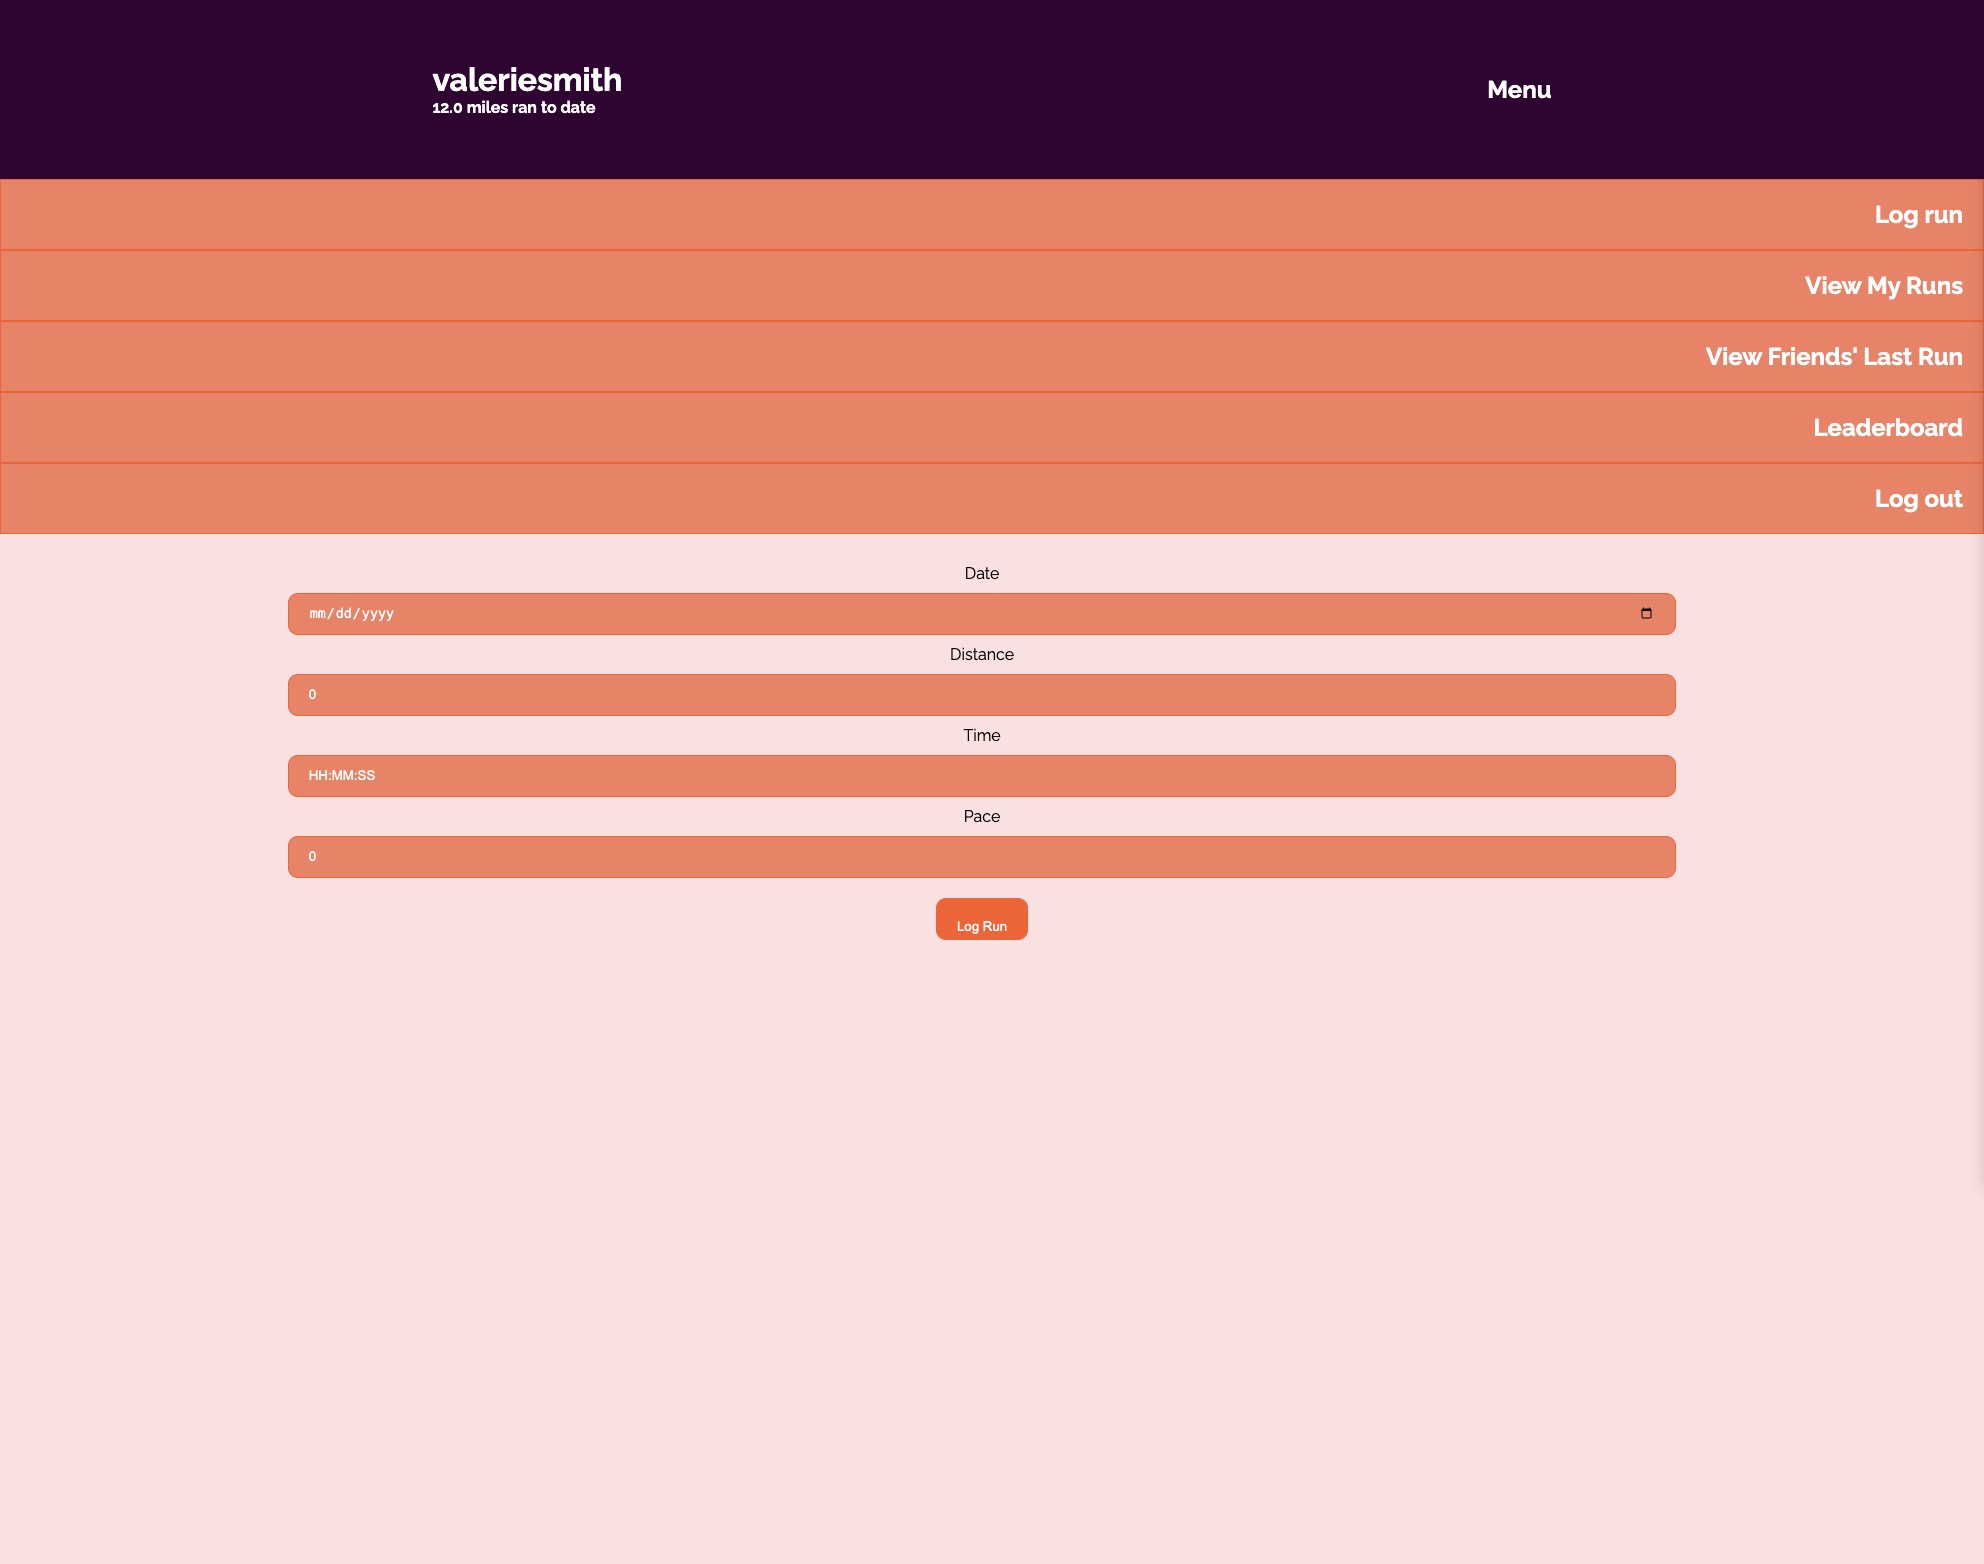 valeriesmith
12.0 miles ran to date
Menu
Log run
View My Runs
View Friends' Last Run
Leaderboard
Log out
Date
mm/dd/yyyy
Distance
0
Time
HH:MM:SS
Pace
0
Log Run